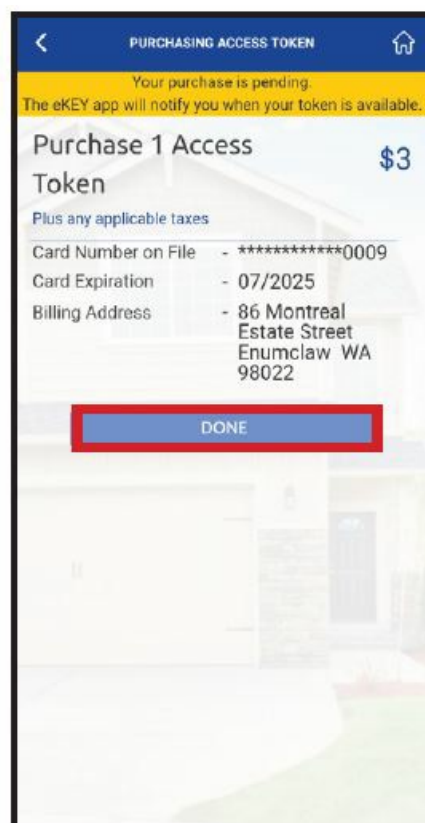 PURCHASING ACCESS TOKEN
Your purchase is pending.
The eKEY app will notify you when your token is available.
Purchase 1 Access
Token
$3
Plus any applicable taxes
Card Number on File - ************0009
Card Expiration - 07/2025
Billing Address - 86 Montreal
Estate Street
Enumclaw WA
98022
DONE